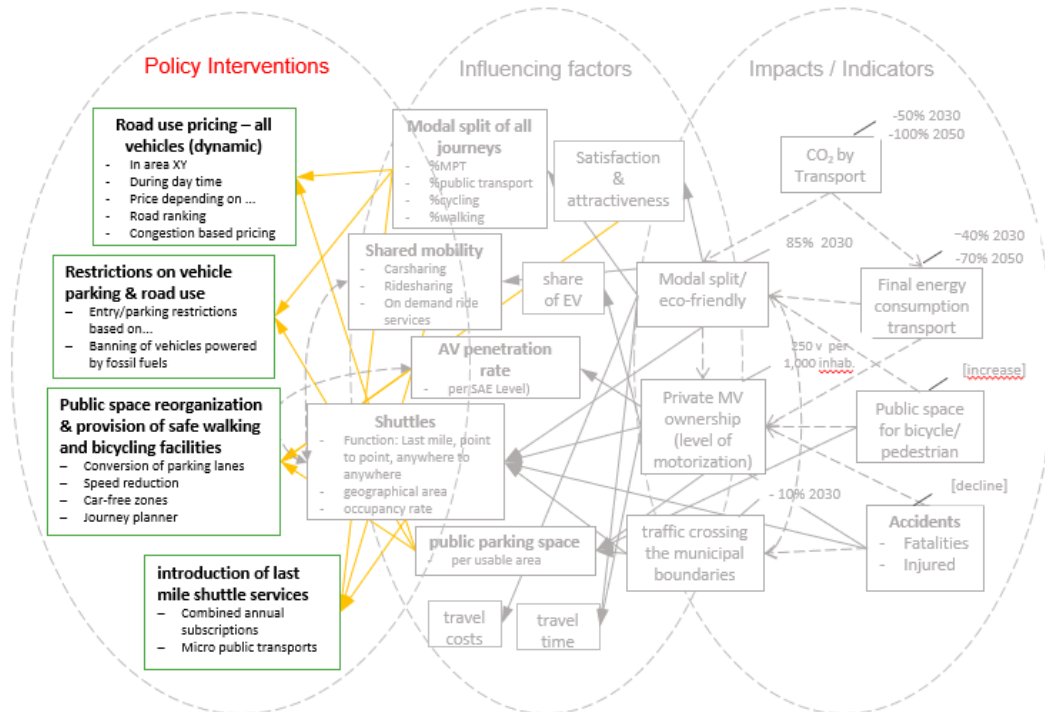 Policy Interventions
Influencing factors
Impacts / Indicators
Road use pricing – all
vehicles (dynamic)
- In area XY
- During day time
- Price depending on ...
- Road ranking
- Congestion based pricing
Restrictions on vehicle
parking & road use
– Entry/parking restrictions
based on...
– Banning of vehicles powered
by fossil fuels
Public space reorganization
& provision of safe walking
and bicycling facilities
– Conversion of parking lanes
– Speed reduction
– Car-free zones
– Journey planner
introduction of last
mile shuttle services
– Combined annual
subscriptions
– Micro public transports
Modal split of all
journeys
- %MPT
- %public transport
- %cycling
- %walking
Satisfaction
&
attractiveness
Shared mobility
- Carsharing
- Ridesharing
- On demand ride
services
share
of EV
AV penetration
rate
- per SAE Level)
Shuttles
- Function: Last mile, point
to point, anywhere to
anywhere
- geographical area
- occupancy rate
public parking space
per usable area
travel
costs
travel
time
-50% 2030
-100% 2050
CO₂ by
Transport
85% 2030
Modal split/
eco-friendly
–40% 2030
-70% 2050
Final energy
consumption
transport
250 v per
1,000 inhab.
Private MV
ownership
(level of
motorization)
[increase]
Public space
for bicycle/
pedestrian
- 10% 2030
traffic crossing
the municipal
boundaries
[decline]
Accidents
- Fatalities
- Injured